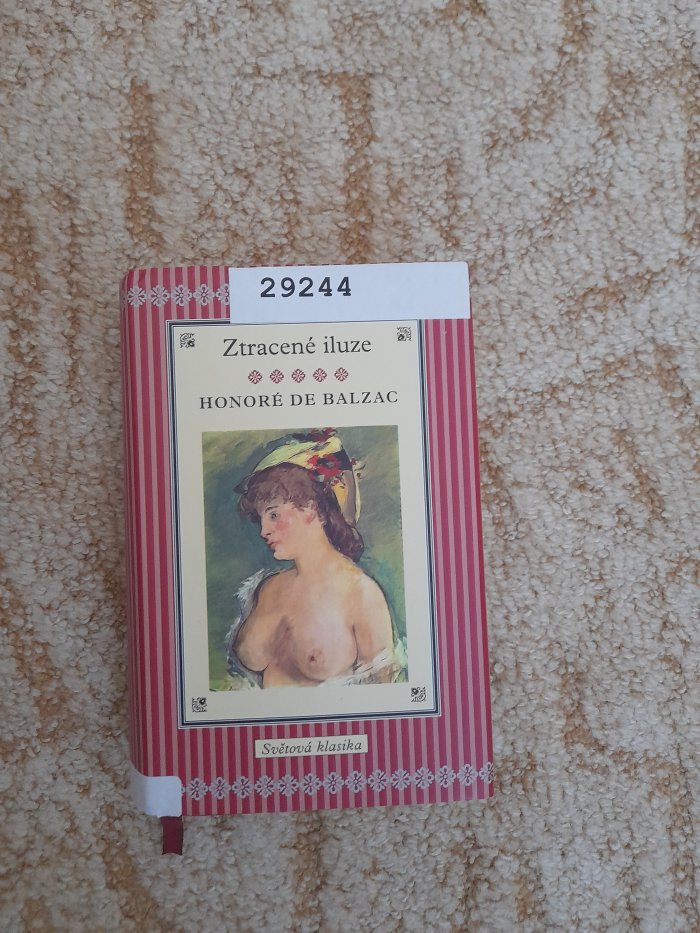 29244
Ztracené iluze
HONORÉ DE BALZAC
Světová klasika